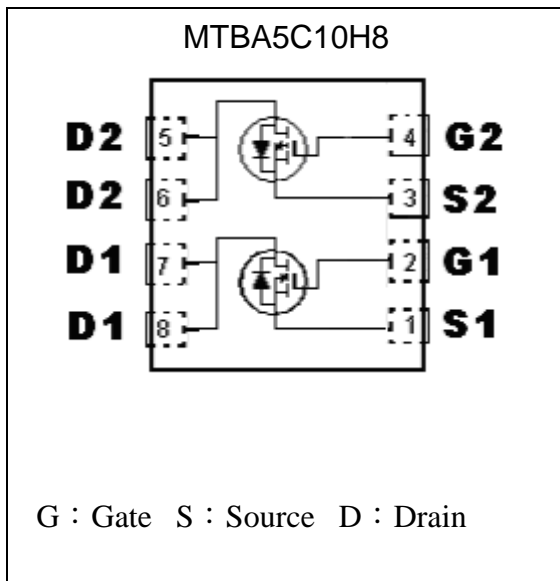 MTBA5C10H8
D2 5 4 G2
D2 6 3 S2
D1 7 2 G1
D1 8 1 S1
G：Gate S：Source D：Drain